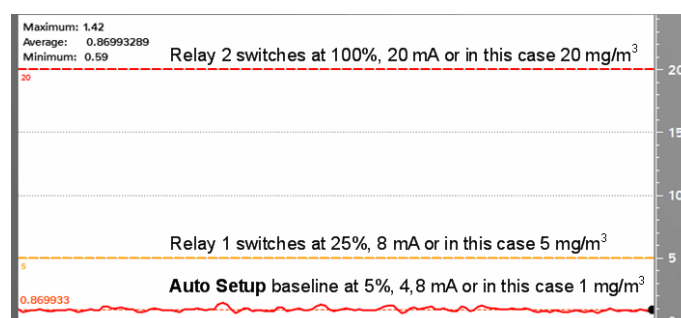 Maximum: 1.42
Average: 0.86993289
Minimum: 0.59
Relay 2 switches at 100%, 20 mA or in this case 20 mg/m³
20
20
15
10
Relay 1 switches at 25%, 8 mA or in this case 5 mg/m³
5
5
Auto Setup baseline at 5%, 4,8 mA or in this case 1 mg/m³
0.869933